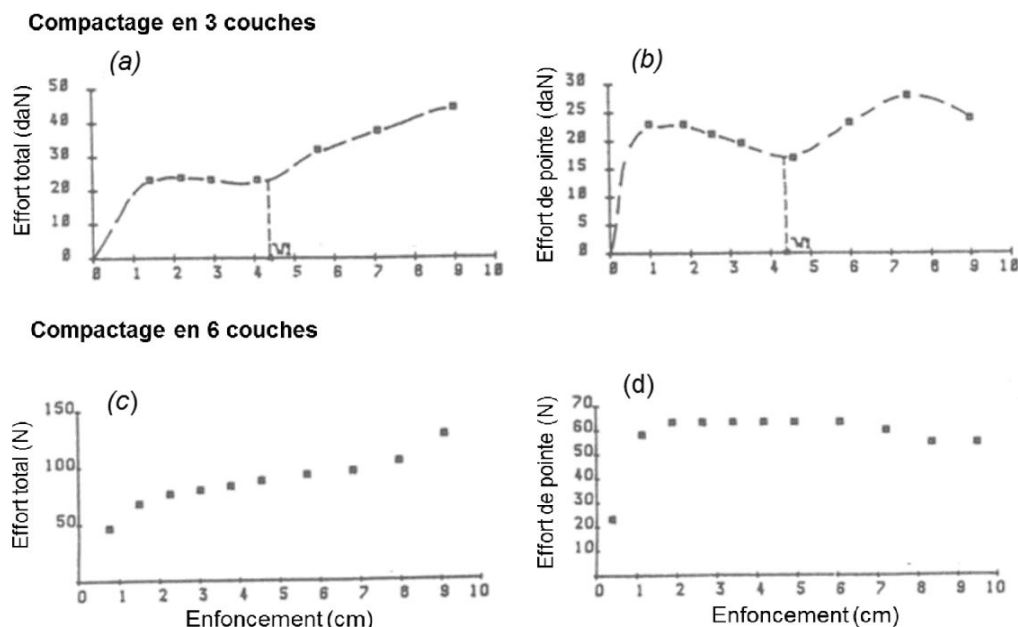 Compactage en 3 couches
(a)
(b)
Effort total (daN)
50
40
30
20
10
0
0 1 2 3 4 5 6 7 8 9 10
Effort de pointe (daN)
30
25
20
15
10
5
0
0 1 2 3 4 5 6 7 8 9 10
Compactage en 6 couches
(c)
(d)
Effort total (N)
150
100
50
0 1 2 3 4 5 6 7 8 9 10
Enfoncement (cm)
Effort de pointe (N)
70
60
50
40
30
20
10
0 1 2 3 4 5 6 7 8 9 10
Enfoncement (cm)